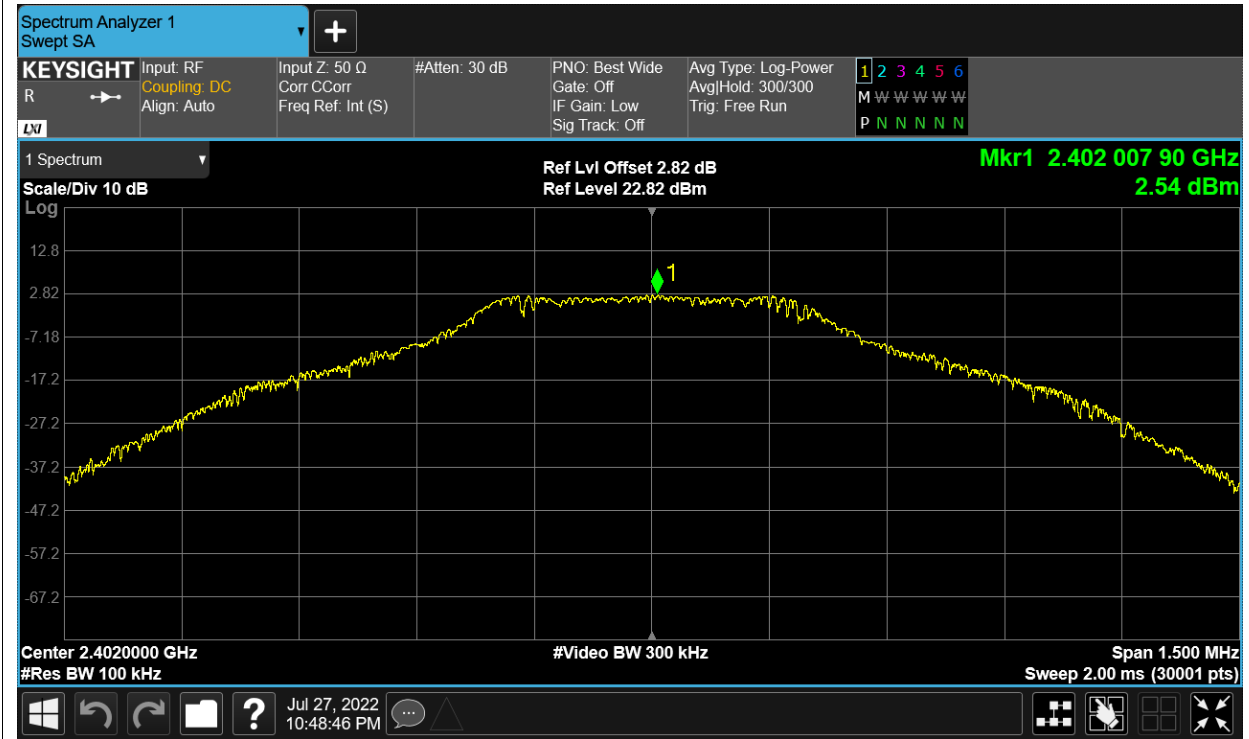 Spectrum Analyzer 1
Swept SA
KEYSIGHT
R
LXI
Input: RF
Coupling: DC
Align: Auto
Input Z: 50 Ω
Corr CCorr
Freq Ref: Int (S)
#Atten: 30 dB
PNO: Best Wide
Gate: Off
IF Gain: Low
Sig Track: Off
Avg Type: Log-Power
Avg|Hold: 300/300
Trig: Free Run
1 2 3 4 5 6
M W W W W W
P N N N N N N
1 Spectrum
Scale/Div 10 dB
Log
Ref Lvl Offset 2.82 dB
Ref Level 22.82 dBm
Mkr1 2.402 007 90 GHz
2.54 dBm
1
12.8
2.82
-7.18
-17.2
-27.2
-37.2
-47.2
-57.2
-67.2
Center 2.4020000 GHz
#Res BW 100 kHz
#Video BW 300 kHz
Span 1.500 MHz
Sweep 2.00 ms (30001 pts)
?
Jul 27, 2022
10:48:46 PM